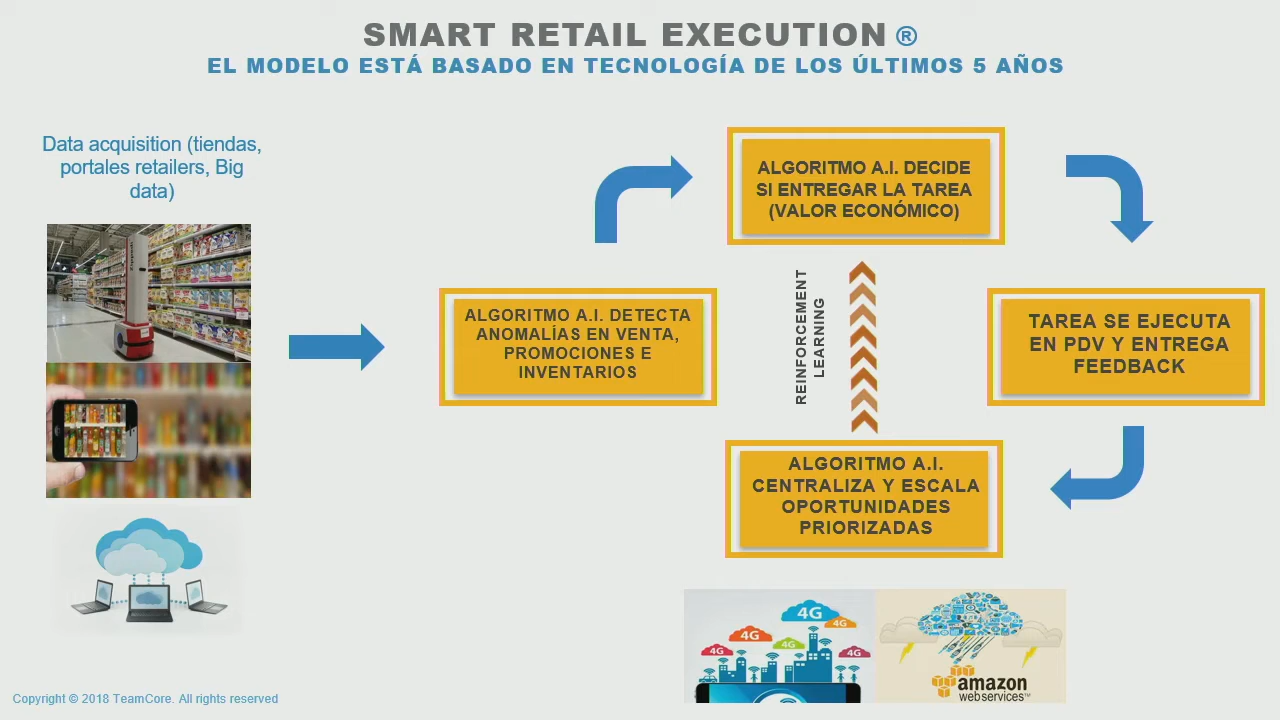 SMART RETAIL EXECUTION ®
EL MODELO ESTÁ BASADO EN TECNOLOGÍA DE LOS ÚLTIMOS 5 AÑOS
Data acquisition (tiendas,
portales retailers, Big
data)
ALGORITMO A.I. DETECTA
ANOMALÍAS EN VENTA,
PROMOCIONES E
INVENTARIOS
ALGORITMO A.I. DECIDE
SI ENTREGAR LA TAREA
(VALOR ECONÓMICO)
TAREA SE EJECUTA
EN PDV Y ENTREGA
FEEDBACK
REINFORCEMENT
LEARNING
ALGORITMO A.I.
CENTRALIZA Y ESCALA
OPORTUNIDADES
PRIORIZADAS
4G
4G
4G
4G
4G
4G
amazon
webservices™
Copyright © 2018 TeamCore. All rights reserved